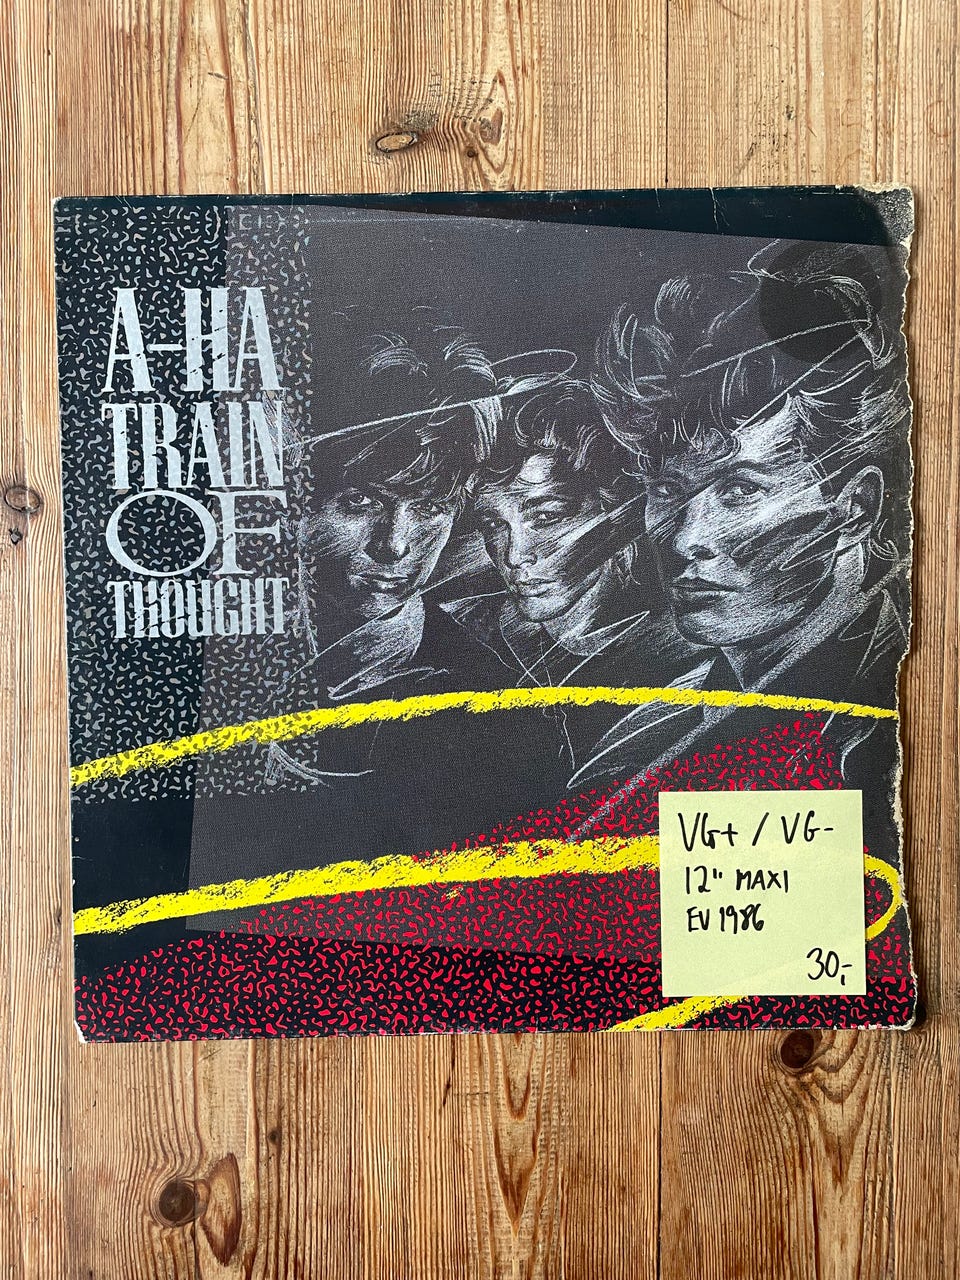 A-HA
TRAIN
OF
THOUGHT
VG+ / VG-
12" MAXI
EU 1986
30,-